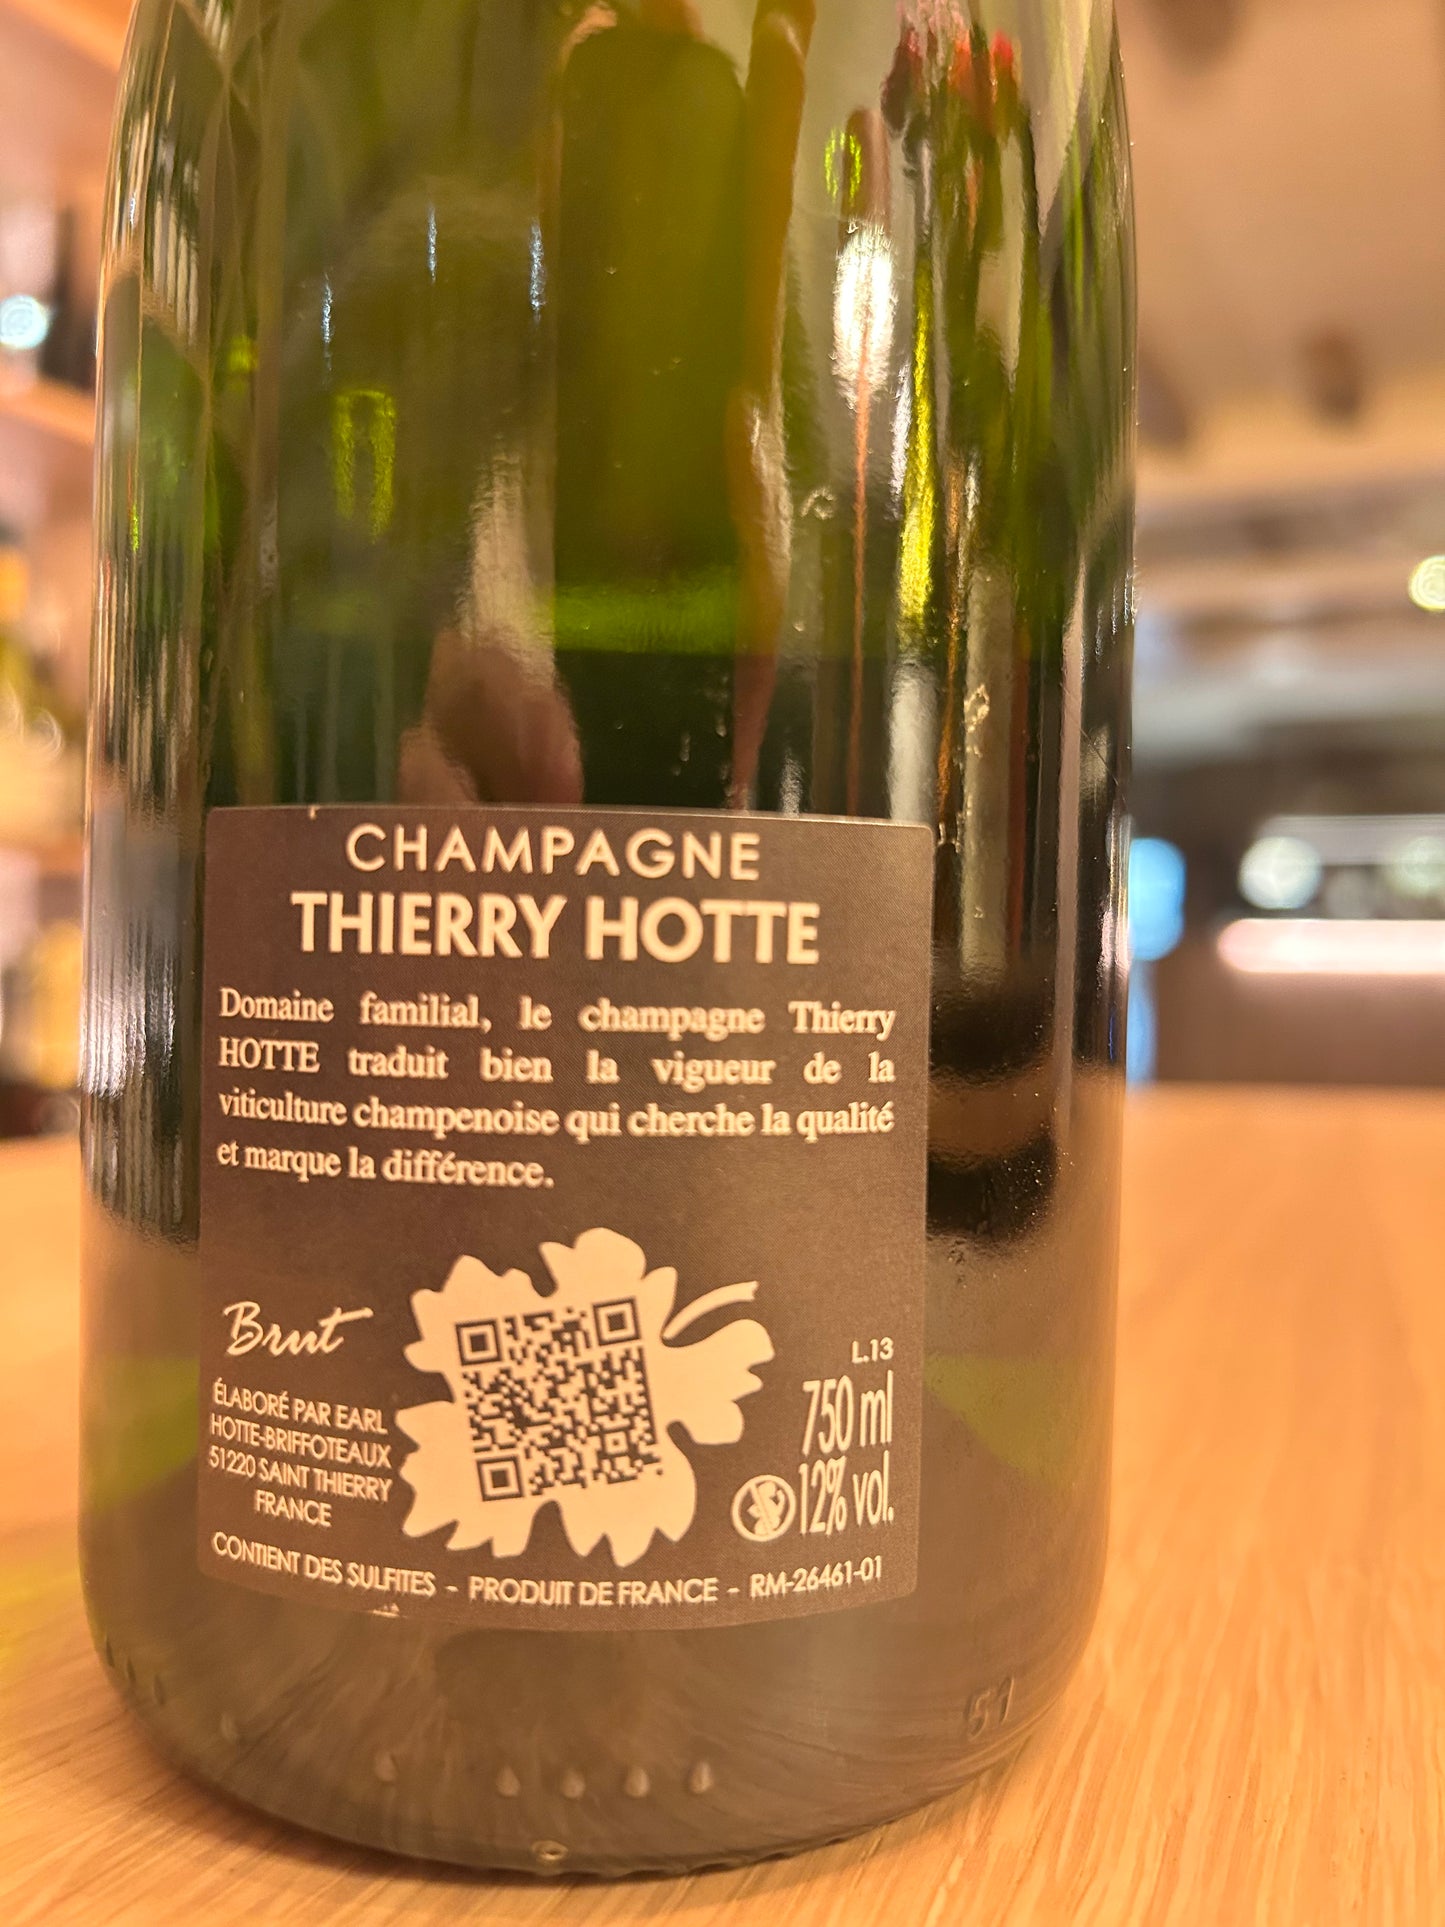 CHAMPAGNE
THIERRY HOTTE
Domaine familial, le champagne Thierry
HOTTE traduit bien la vigueur de la
viticulture champenoise qui cherche la qualité
et marque la différence.
Brut
ÉLABORÉ PAR EARL
HOTTE-BRIFFOTEAUX
51220 SAINT THIERRY
FRANCE
L.13
750 ml
12% vol.
CONTIENT DES SULFITES - PRODUIT DE FRANCE - RM-26461-01
51